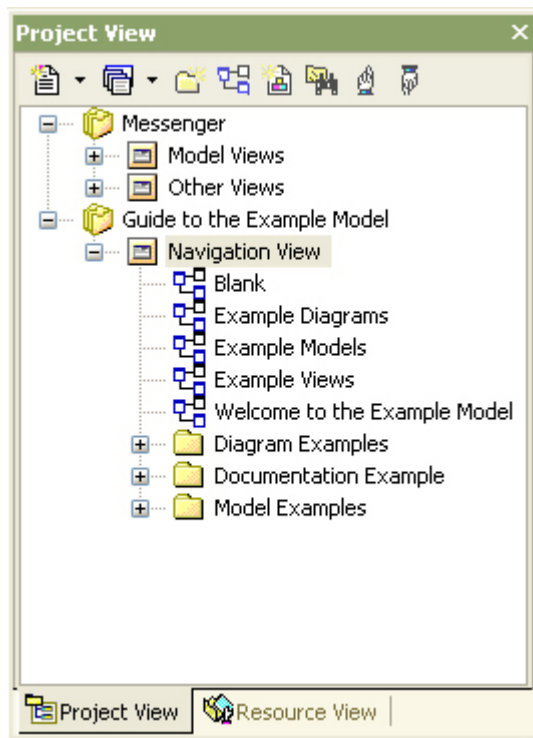 Project View
Messenger
Model Views
Other Views
Guide to the Example Model
Navigation View
Blank
Example Diagrams
Example Models
Example Views
Welcome to the Example Model
Diagram Examples
Documentation Example
Model Examples
Project View Resource View